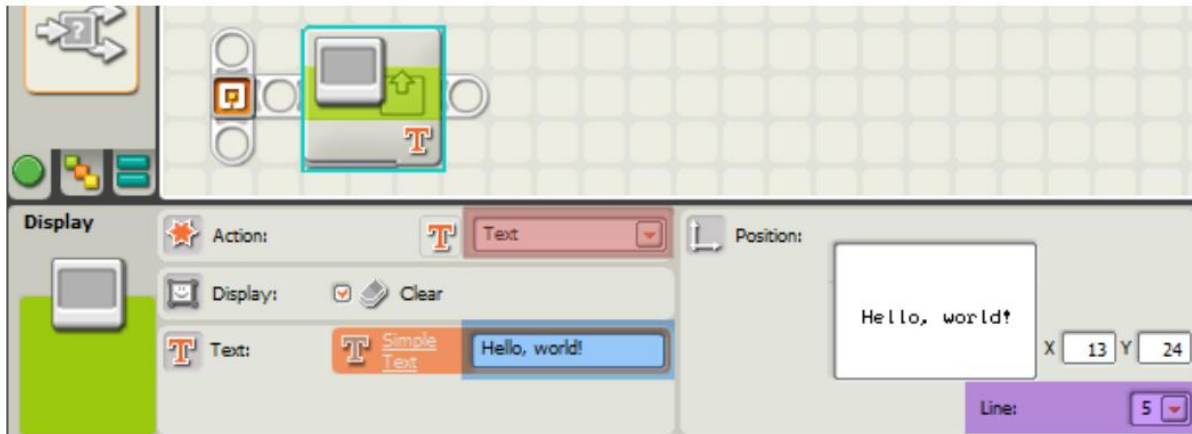 T
Display
Action: T Text
Position:
Display: Clear
T Text: T Simple Text Hello, world!
Hello, world!
X 13 Y 24
Line: 5